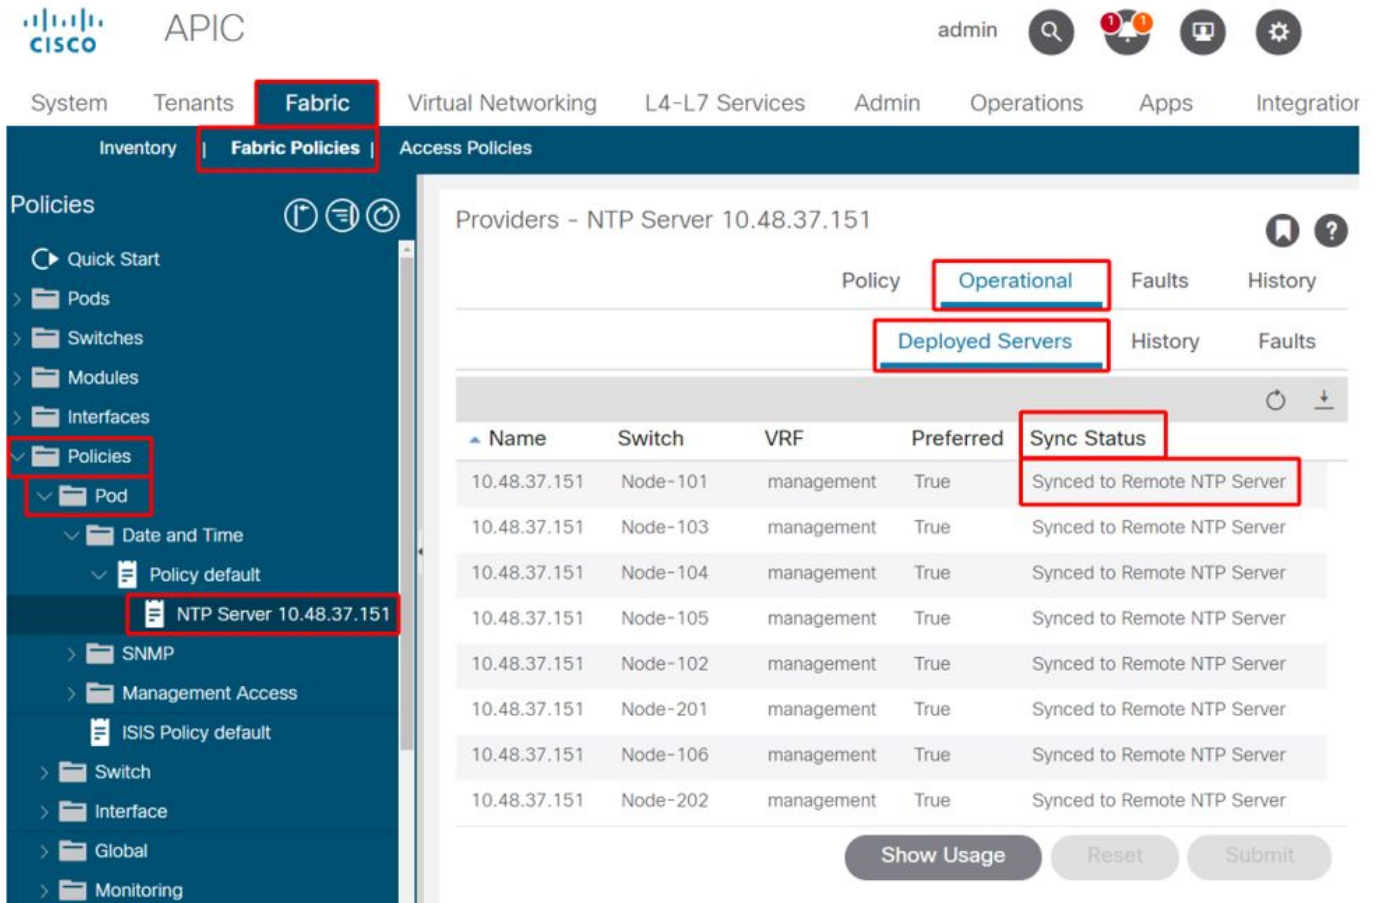 CISCO
APIC
admin
1 1
System Tenants Fabric Virtual Networking L4-L7 Services Admin Operations Apps Integration
Inventory | Fabric Policies | Access Policies
Policies
Quick Start
Pods
Switches
Modules
Interfaces
Policies
Pod
Date and Time
Policy default
NTP Server 10.48.37.151
SNMP
Management Access
ISIS Policy default
Switch
Interface
Global
Monitoring
Providers - NTP Server 10.48.37.151
Policy Operational Faults History
Deployed Servers History Faults
Name Switch VRF Preferred Sync Status
10.48.37.151 Node-101 management True Synced to Remote NTP Server
10.48.37.151 Node-103 management True Synced to Remote NTP Server
10.48.37.151 Node-104 management True Synced to Remote NTP Server
10.48.37.151 Node-105 management True Synced to Remote NTP Server
10.48.37.151 Node-102 management True Synced to Remote NTP Server
10.48.37.151 Node-201 management True Synced to Remote NTP Server
10.48.37.151 Node-106 management True Synced to Remote NTP Server
10.48.37.151 Node-202 management True Synced to Remote NTP Server
Show Usage Reset Submit